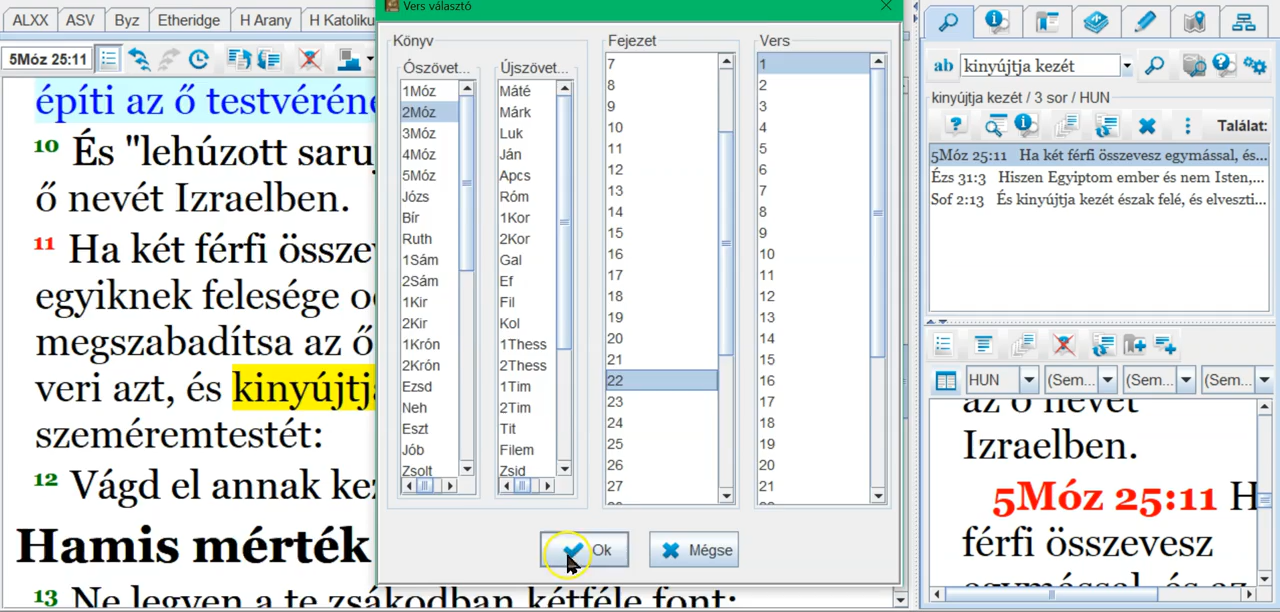 Vers választó
ALXX ASV Byz Etheridge H Arany H Katoliku
5Móz 25:11
építi az ő testvéréne
10 És "lehúzott saru
ő nevét Izraelben.
11 Ha két férfi össze
egyiknek felesége o
megszabadítsa az ő
veri azt, és kinyújtj
szeméremtestét:
12 Vágd el annak ke
Hamis mérték
13 Ne legyen a te zsákodban kétféle font:
Könyv
Ószövet...
1Móz
2Móz
3Móz
4Móz
5Móz
Józs
Bír
Ruth
1Sám
2Sám
1Kir
2Kir
1Krón
2Krón
Ezsd
Neh
Eszt
Jób
Zsolt
Újszövet...
Máté
Márk
Luk
Ján
Apcs
Róm
1Kor
2Kor
Gal
Ef
Fil
Kol
1Thess
2Thess
1Tim
2Tim
Tit
Filem
Zsid
Fejezet
7
8
9
10
11
12
13
14
15
16
17
18
19
20
21
22
23
24
25
26
27
Vers
1
2
3
4
5
6
7
8
9
10
11
12
13
14
15
16
17
18
19
20
21
Ok Mégse
ab kinyújtja kezét
kinyújtja kezét / 3 sor / HUN
Találat:
5Móz 25:11 Ha két férfi összevesz egymással, és...
Ézs 31:3 Hiszen Egyiptom ember és nem Isten,...
Sof 2:13 És kinyújtja kezét észak felé, és elveszti...
HUN (Sem... (Sem... (Sem...
az ő nevét
Izraelben.
5Móz 25:11 H
férfi összevesz
egymással, és az